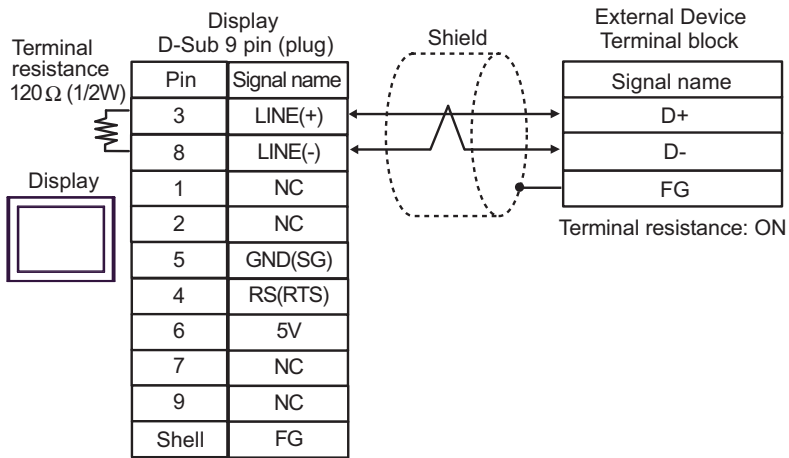 Display
D-Sub 9 pin (plug)
Terminal
resistance
120Ω (1/2W)
Pin Signal name
3 LINE(+)
8 LINE(-)
1 NC
2 NC
5 GND(SG)
4 RS(RTS)
6 5V
7 NC
9 NC
Shell FG
Display
Shield
External Device
Terminal block
Signal name
D+
D-
FG
Terminal resistance: ON